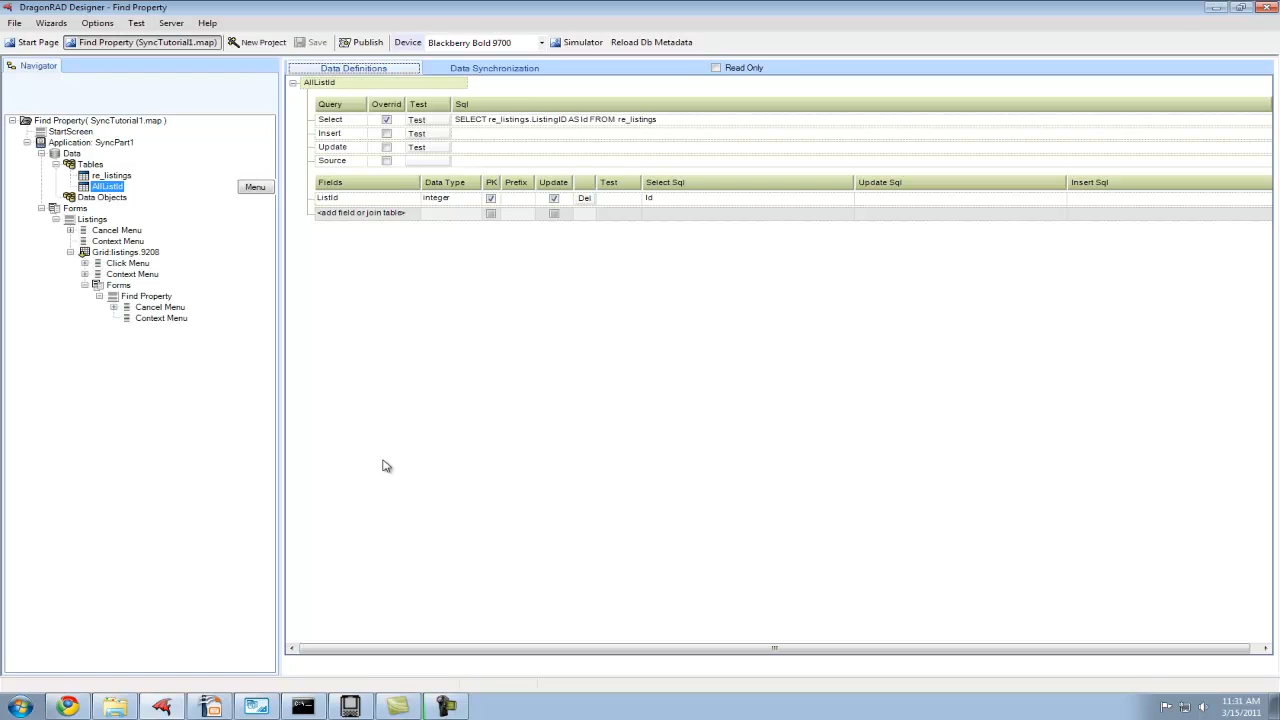 DragonRAD Designer - Find Property
File Wizards Options Test Server Help
Start Page Find Property (SyncTutorial1.map) New Project Save Publish Device Blackberry Bold 9700 Simulator Reload Db Metadata
Navigator
Data Definitions Data Synchronization Read Only
AllListId
Query Overrid Test Sql
Select Test SELECT re_listings.ListingID AS Id FROM re_listings
Insert Test
Update Test
Source
Fields Data Type PK Prefix Update Test Select Sql Update Sql Insert Sql
ListId integer Del Id
<add field or join table>
Find Property( SyncTutorial1.map )
StartScreen
Application: SyncPart1
Data
Tables
re_listings
AllListId
Menu
Data Objects
Forms
Listings
Cancel Menu
Context Menu
Grid:listings.9208
Click Menu
Context Menu
Forms
Find Property
Cancel Menu
Context Menu
11:31 AM
3/15/2011